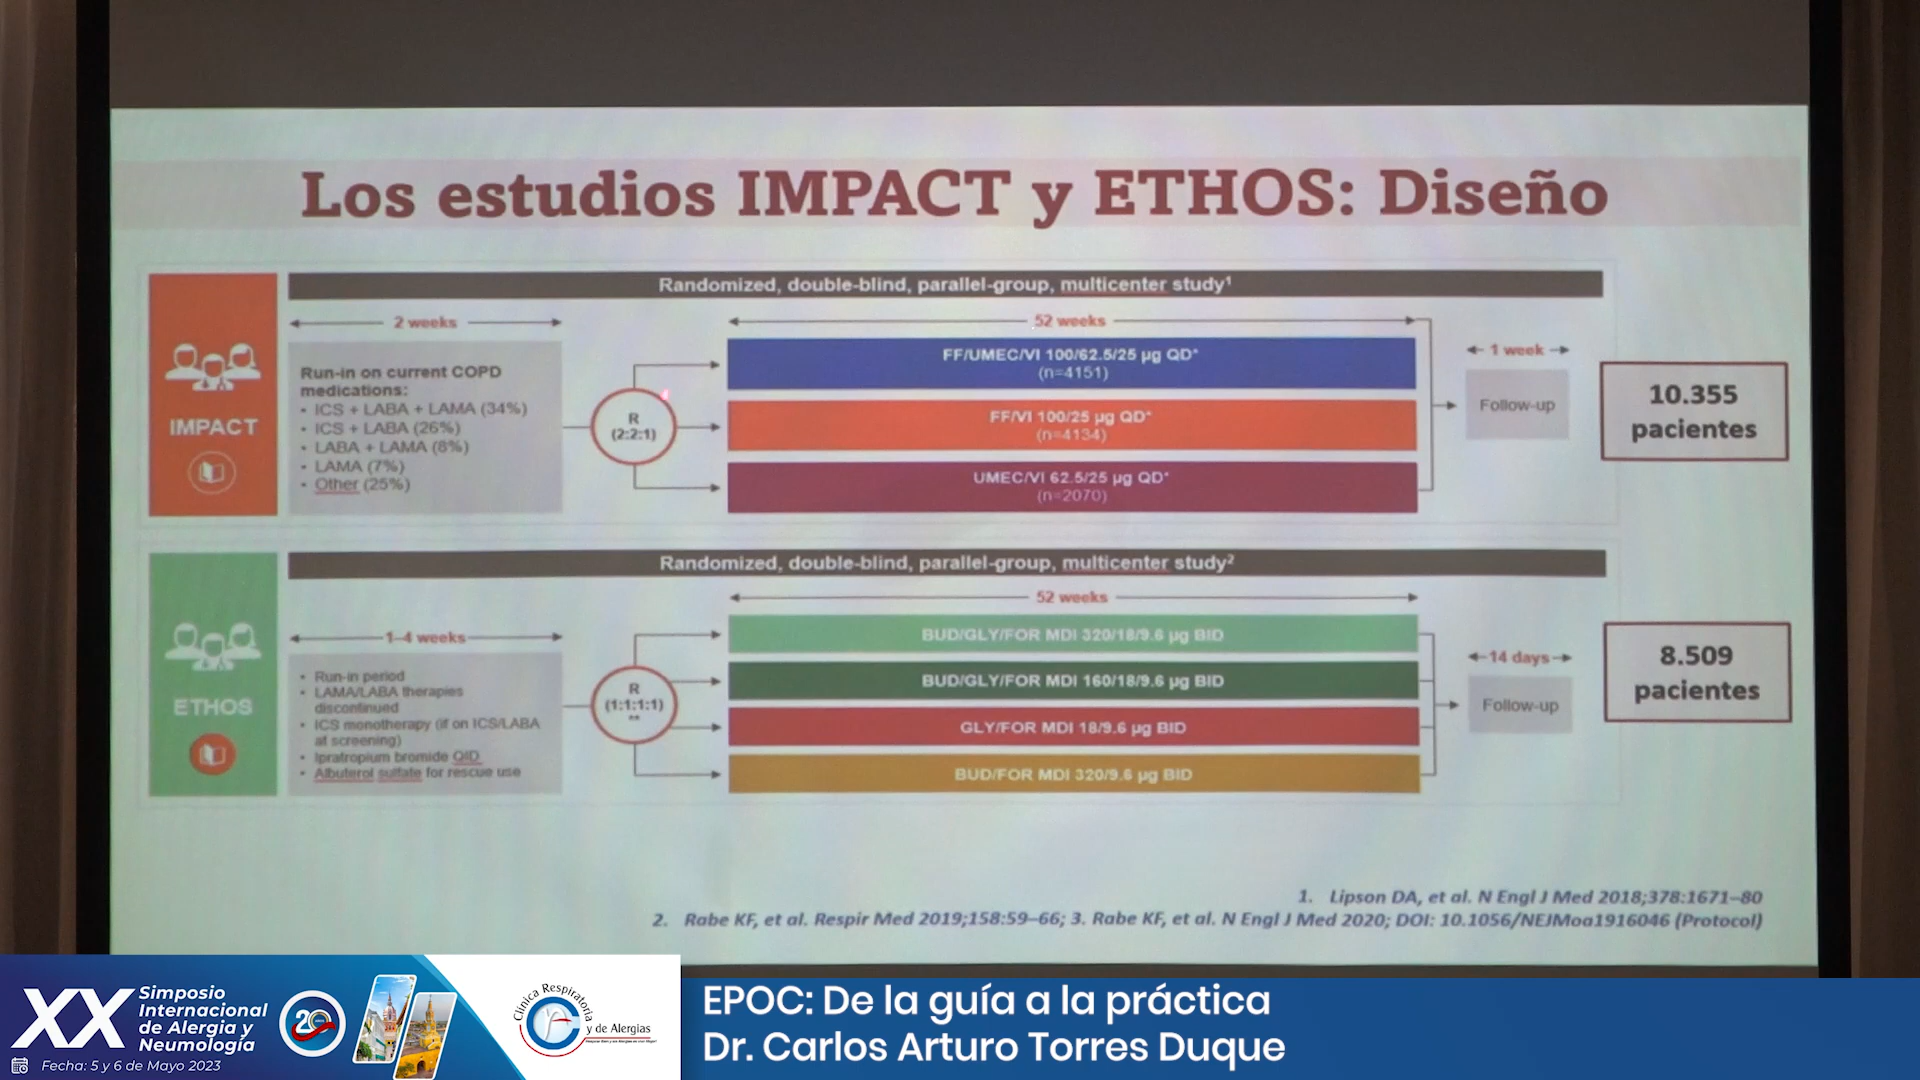 Los estudios IMPACT y ETHOS: Diseño
Randomized, double-blind, parallel-group, multicenter study¹
IMPACT
2 weeks
Run-in on current COPD
medications:
• ICS + LABA + LAMA (34%)
• ICS + LABA (26%)
• LABA + LAMA (8%)
• LAMA (7%)
• Other (25%)
R
(2:2:1)
52 weeks
FF/UMEC/VI 100/62.5/25 µg QD*
(n=4151)
FF/VI 100/25 µg QD*
(n=4134)
UMEC/VI 62.5/25 µg QD*
(n=2070)
1 week
Follow-up
10.355
pacientes
Randomized, double-blind, parallel-group, multicenter study²
ETHOS
1–4 weeks
• Run-in period
• LAMA/LABA therapies
discontinued
• ICS monotherapy (if on ICS/LABA
at screening)
• Ipratropium bromide QID
• Albuterol sulfate for rescue use
R
(1:1:1:1)
**
52 weeks
BUD/GLY/FOR MDI 320/18/9.6 µg BID
BUD/GLY/FOR MDI 160/18/9.6 µg BID
GLY/FOR MDI 18/9.6 µg BID
BUD/FOR MDI 320/9.6 µg BID
14 days
Follow-up
8.509
pacientes
1. Lipson DA, et al. N Engl J Med 2018;378:1671–80
2. Rabe KF, et al. Respir Med 2019;158:59–66; 3. Rabe KF, et al. N Engl J Med 2020; DOI: 10.1056/NEJMoa1916046 (Protocol)
XX
Simposio
Internacional
de Alergia y
Neumología
Fecha: 5 y 6 de Mayo 2023
20
Clínica Respiratoria
y de Alergias
EPOC: De la guía a la práctica
Dr. Carlos Arturo Torres Duque